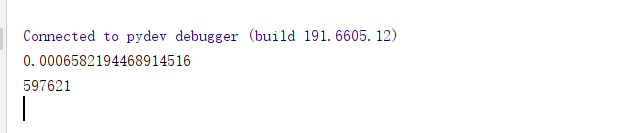 Connected to pydev debugger (build 191.6605.12)
0.0006582194468914516
597621